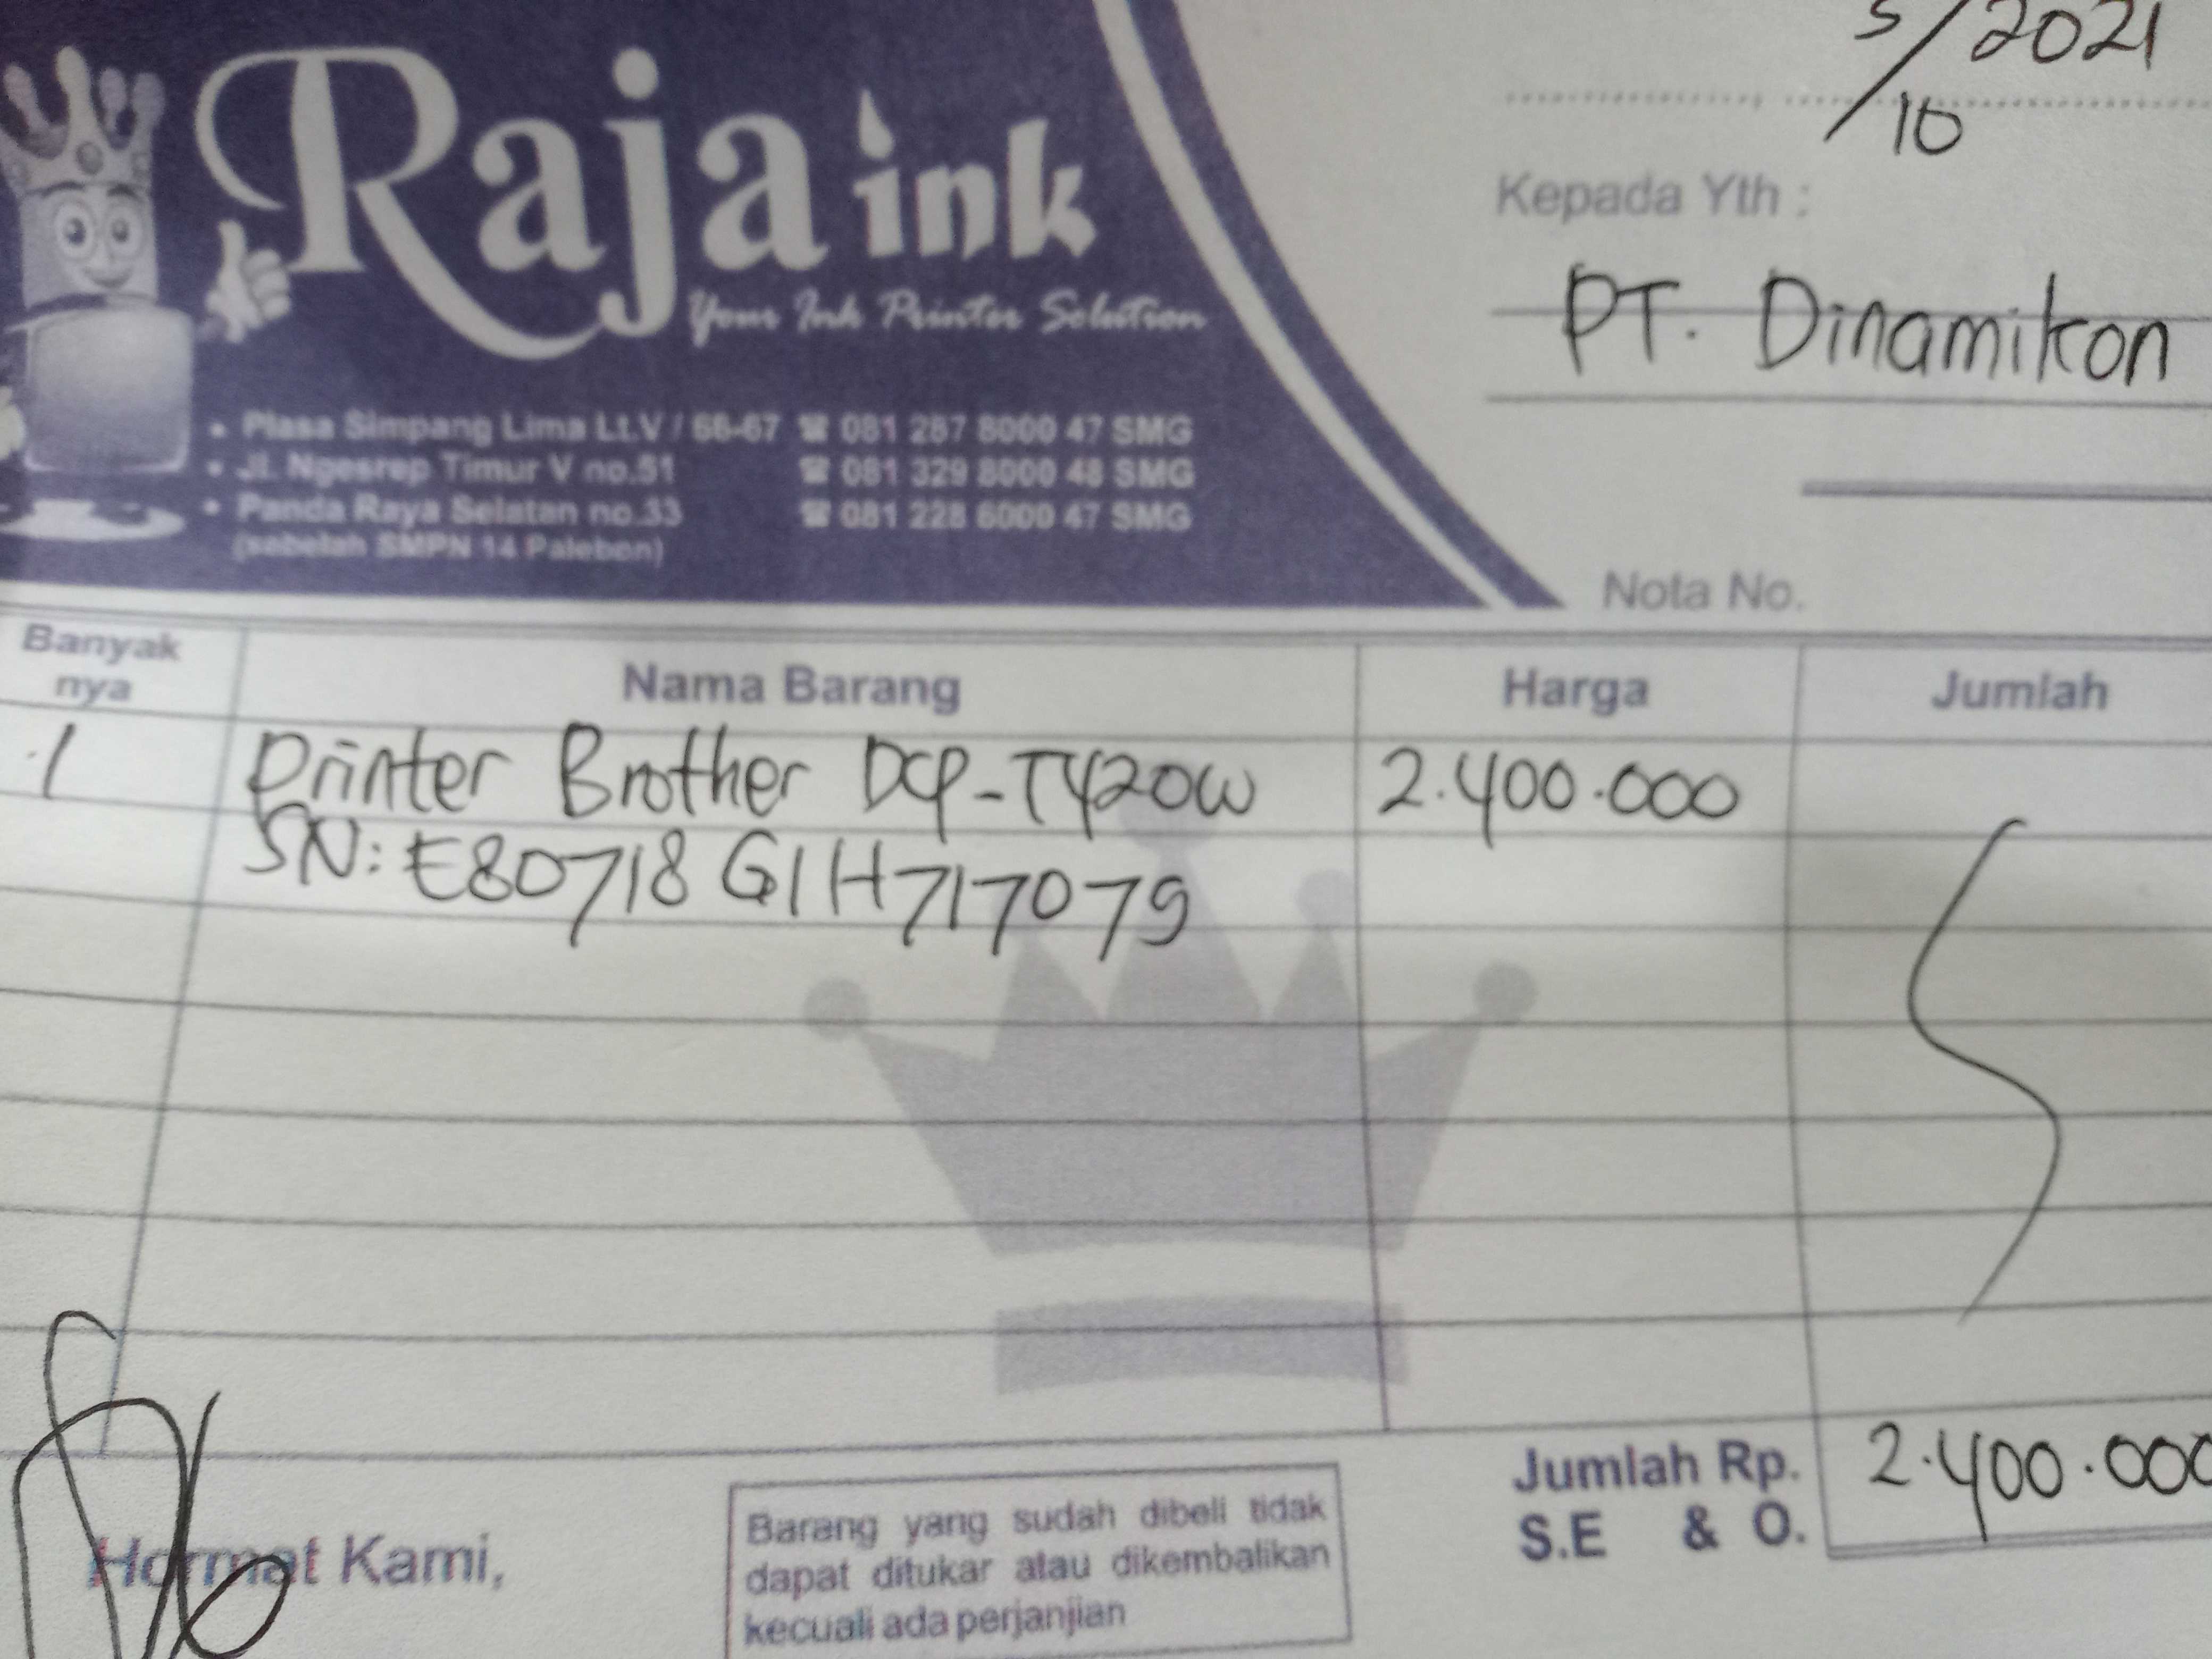 5/10 2021
Raja ink
Your Ink Printer Solution
• Plasa Simpang Lima Lt.V / 66-67 ☎ 081 287 8000 47 SMG
• Jl. Ngesrep Timur V no.51 ☎ 081 329 8000 48 SMG
• Panda Raya Selatan no.33 ☎ 081 228 6000 47 SMG
(sebelah SMPN 14 Palebon)
Kepada Yth :
PT. Dinamikon
Nota No.
Banyak
nya
Nama Barang
Harga
Jumlah
1 Printer Brother DCP-T420W 2.400.000
SN: E80718G1H717079
Jumlah Rp. 2.400.000
S.E & O.
Hormat Kami,
Barang yang sudah dibeli tidak
dapat ditukar atau dikembalikan
kecuali ada perjanjian